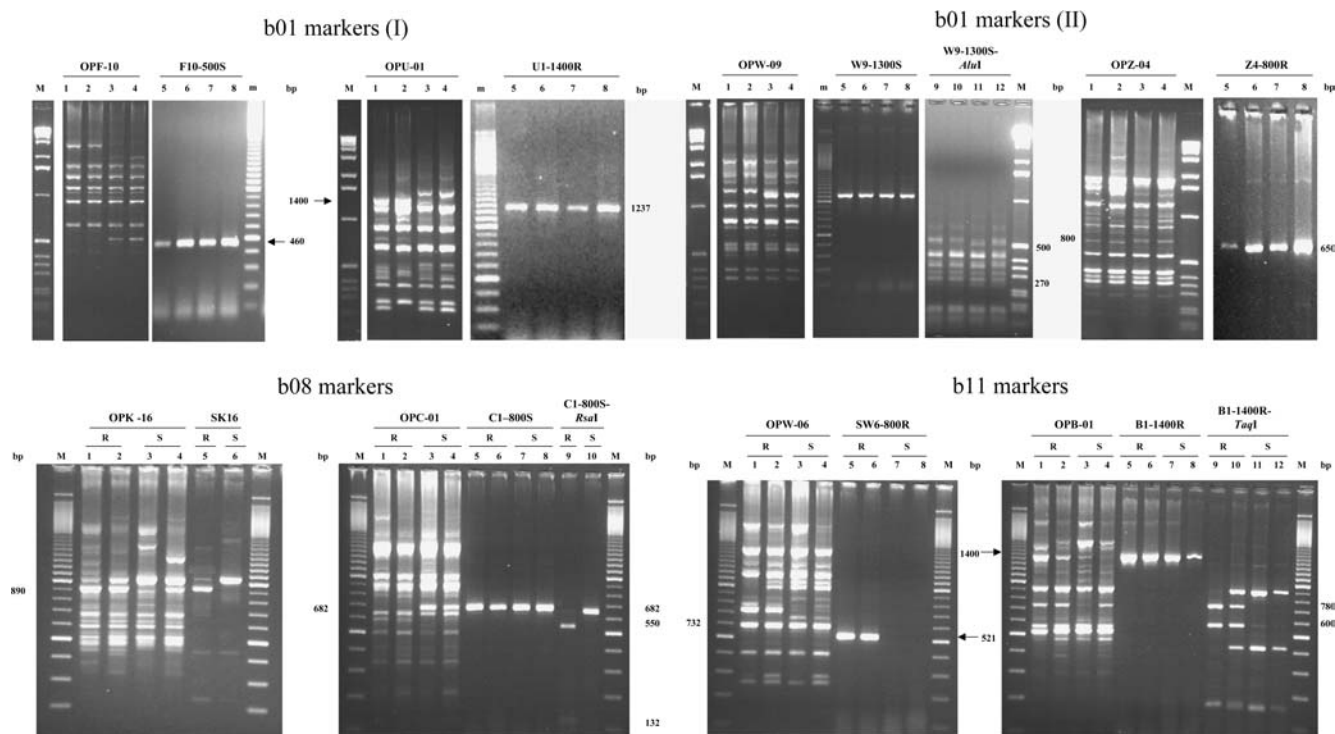 b01 markers (I)
b01 markers (II)
OPF-10 F10-500S
M 1 2 3 4 5 6 7 8 m bp
460
OPU-01 U1-1400R
M 1 2 3 4 m 5 6 7 8 bp
1400
1237
OPW-09 W9-1300S W9-1300S-AluI
m 1 2 3 4 m 5 6 7 8 9 10 11 12 M bp
500
270
OPZ-04 Z4-800R
1 2 3 4 M 5 6 7 8 bp
800
650
b08 markers
b11 markers
OPK -16 SK16
R S R S
M 1 2 3 4 5 6 M
bp
890
OPC-01 C1–800S C1-800S-RsaI
R S R S
bp M 1 2 3 4 5 6 7 8 9 10 M bp
682
682
550
132
OPW-06 SW6-800R
R S R S
bp M 1 2 3 4 5 6 7 8 M bp
732
521
OPB-01 B1-1400R B1-1400R-TaqI
R S R S R S
M 1 2 3 4 5 6 7 8 9 10 11 12 M bp
1400
780
600